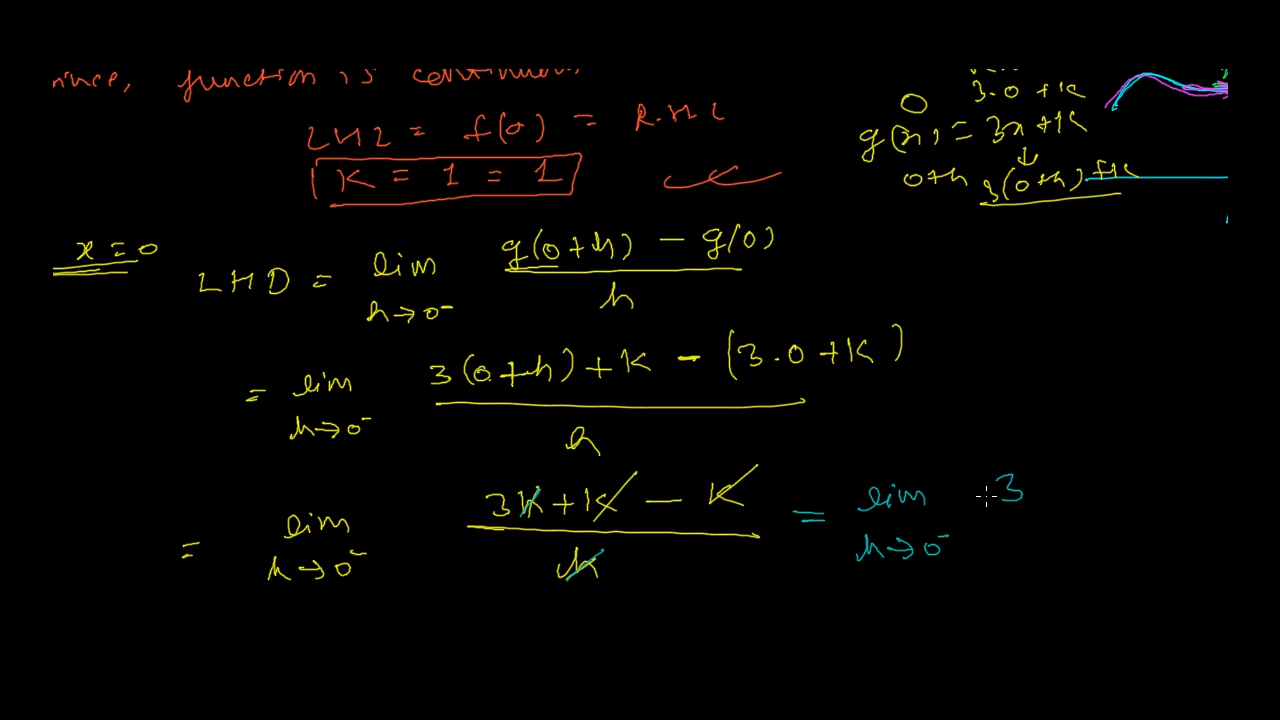 since, function is continuous
LHL = f(0) = R.H.L
K = 1 = 1
0 3.0 + K
g(x) = 3x + K
↓
0+h 3(0+h) + K
x = 0
LHD = lim h→0⁻ g(0+h) - g(0) / h
= lim h→0⁻ 3(0+h) + K - (3.0 + K) / h
= lim h→0⁻ 3h + K - K / h = lim h→0⁻ 3